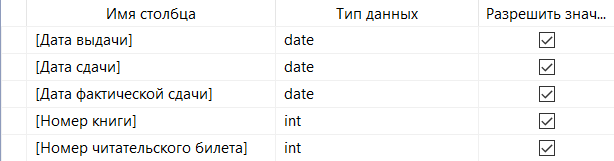 Имя столбца Тип данных Разрешить знач...
[Дата выдачи] date
[Дата сдачи] date
[Дата фактической сдачи] date
[Номер книги] int
[Номер читательского билета] int